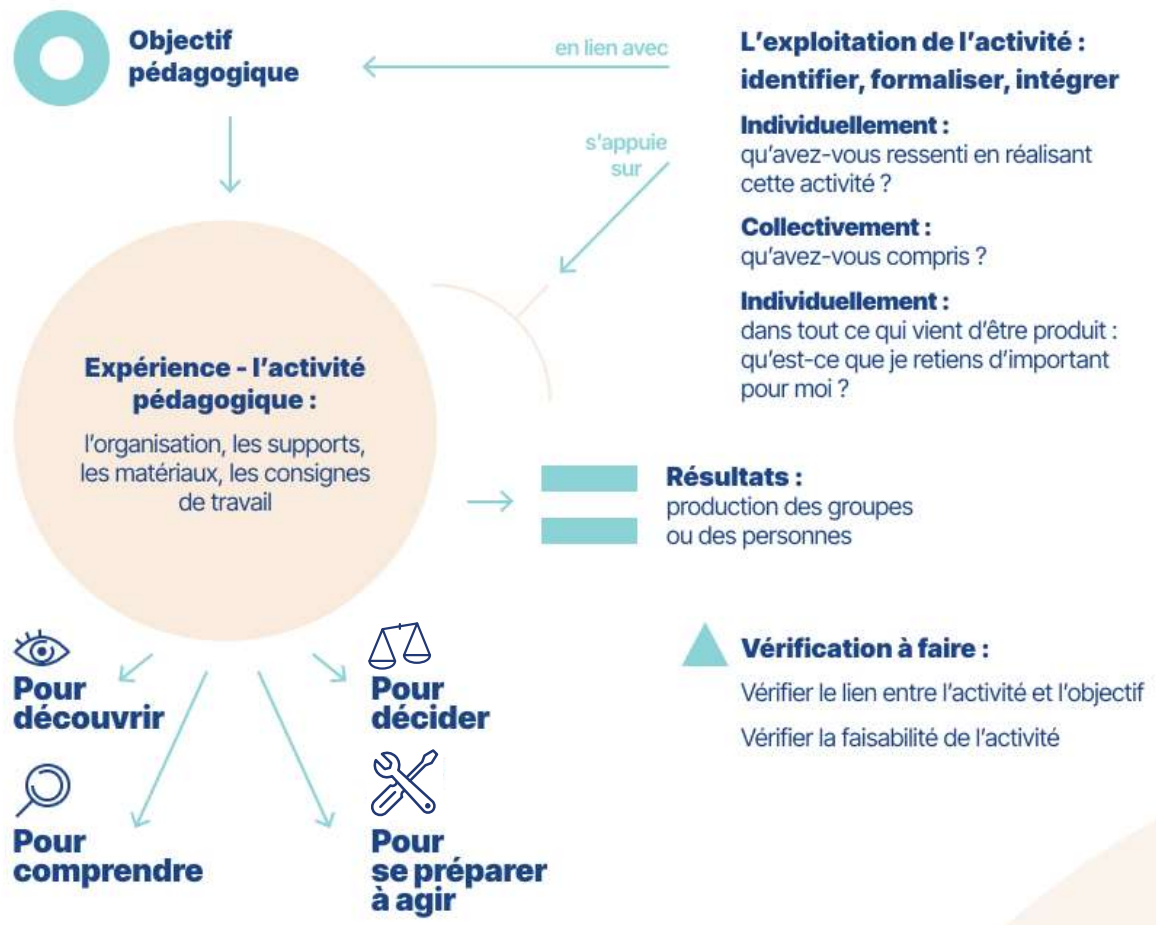 Objectif
pédagogique
en lien avec
L’exploitation de l’activité :
identifier, formaliser, intégrer
Individuellement :
qu’avez-vous ressenti en réalisant
cette activité ?
Collectivement :
qu’avez-vous compris ?
Individuellement :
dans tout ce qui vient d’être produit :
qu’est-ce que je retiens d’important
pour moi ?
s’appuie
sur
Expérience - l’activité
pédagogique :
l’organisation, les supports,
les matériaux, les consignes
de travail
Résultats :
production des groupes
ou des personnes
Pour
découvrir
Pour
décider
Pour
comprendre
Pour
se préparer
à agir
Vérification à faire :
Vérifier le lien entre l’activité et l’objectif
Vérifier la faisabilité de l’activité